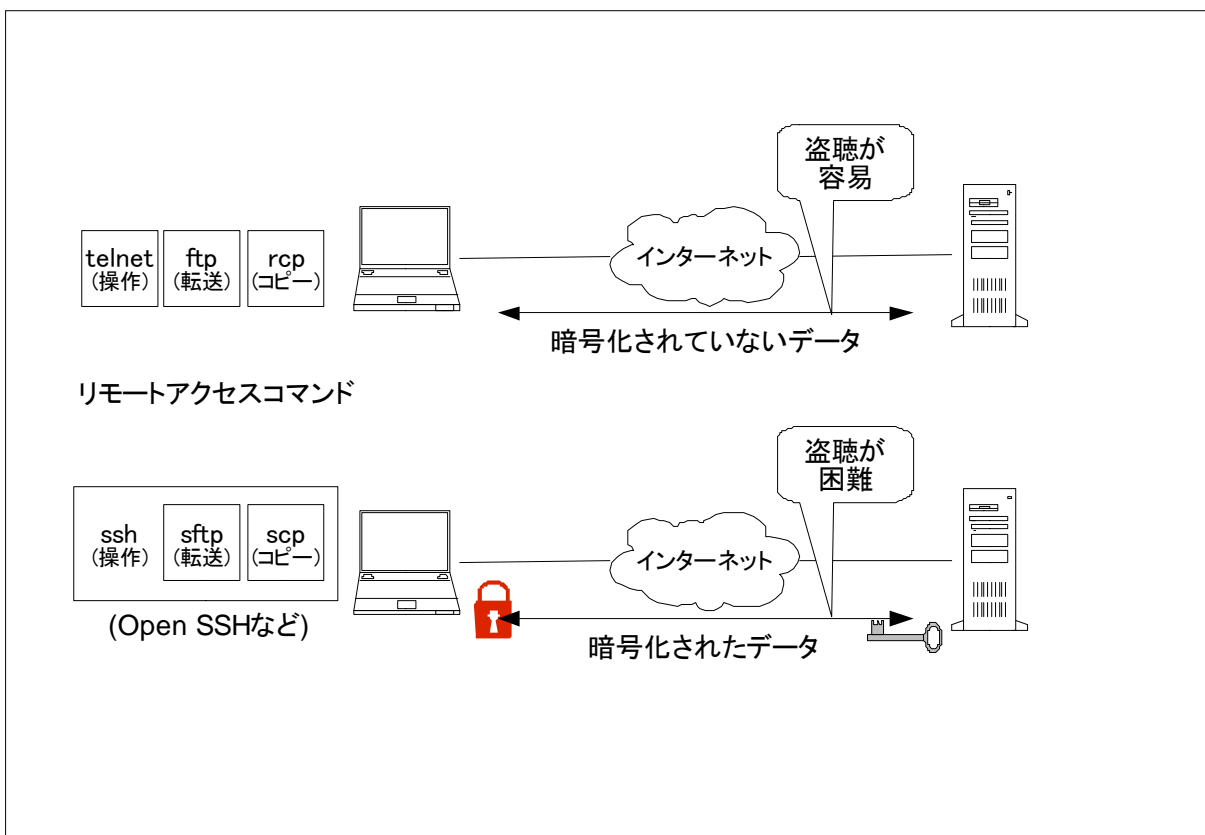 盗聴が
容易
telnet
(操作)
ftp
(転送)
rcp
(コピー)
インターネット
暗号化されていないデータ
リモートアクセスコマンド
盗聴が
困難
ssh
(操作)
sftp
(転送)
scp
(コピー)
インターネット
(Open SSHなど)
暗号化されたデータ